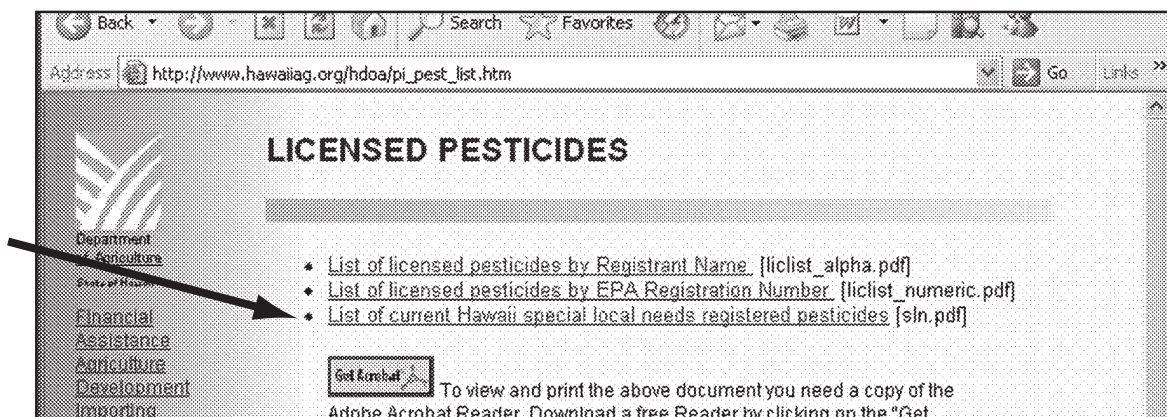 Back Search Favorites
Address http://www.hawaiiag.org/hdoa/pi_pest_list.htm Go Links »
LICENSED PESTICIDES
Department
of Agriculture
State of Hawaii
Financial
Assistance
Agriculture
Development
Importing
• List of licensed pesticides by Registrant Name [liclist_alpha.pdf]
• List of licensed pesticides by EPA Registration Number [liclist_numeric.pdf]
• List of current Hawaii special local needs registered pesticides [sln.pdf]
Get Acrobat To view and print the above document you need a copy of the
Adobe Acrobat Reader. Download a free Reader by clicking on the "Get